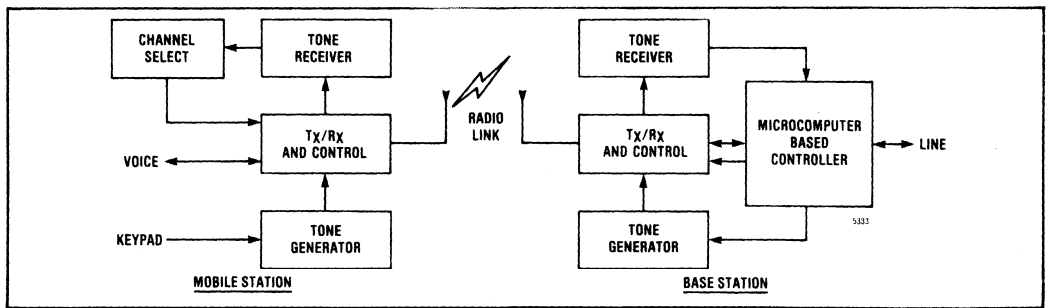 CHANNEL
SELECT
TONE
RECEIVER
TX/RX
AND CONTROL
VOICE
KEYPAD
TONE
GENERATOR
MOBILE STATION
RADIO
LINK
TONE
RECEIVER
TX/RX
AND CONTROL
MICROCOMPUTER
BASED
CONTROLLER
LINE
5333
TONE
GENERATOR
BASE STATION